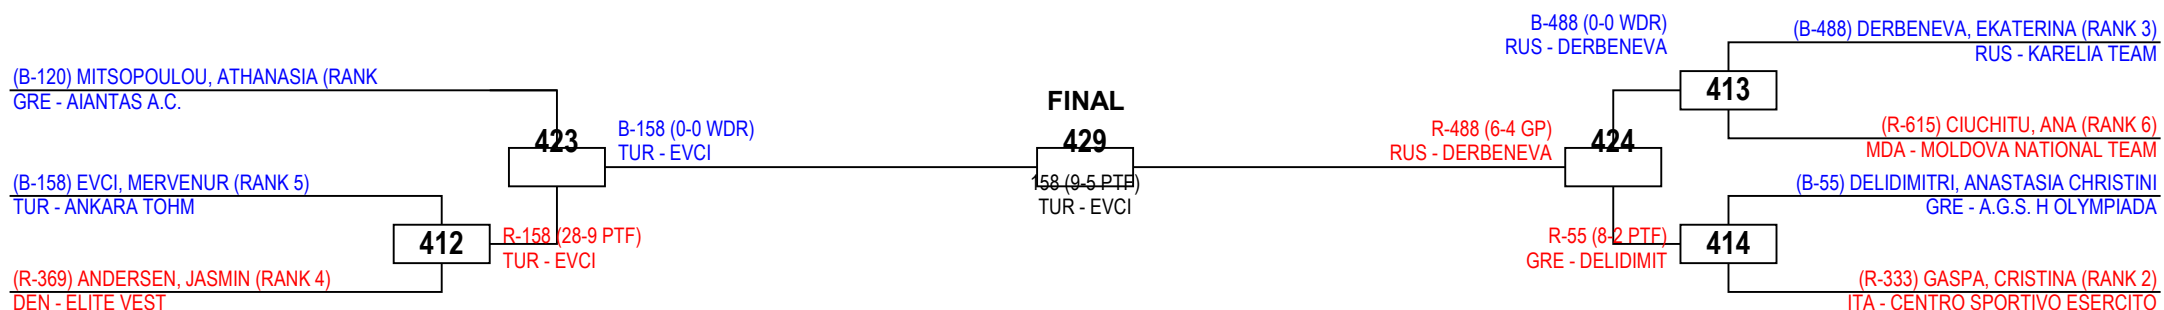 (B-120) MITSOPOULOU, ATHANASIA (RANK
GRE - AIANTAS A.C.
423
B-158 (0-0 WDR)
TUR - EVCI
(B-158) EVCI, MERVENUR (RANK 5)
TUR - ANKARA TOHM
412
R-158 (28-9 PTF)
TUR - EVCI
(R-369) ANDERSEN, JASMIN (RANK 4)
DEN - ELITE VEST
FINAL
429
158 (9-5 PTF)
TUR - EVCI
B-488 (0-0 WDR)
RUS - DERBENEVA
(B-488) DERBENEVA, EKATERINA (RANK 3)
RUS - KARELIA TEAM
413
R-488 (6-4 GP)
RUS - DERBENEVA
424
(R-615) CIUCHITU, ANA (RANK 6)
MDA - MOLDOVA NATIONAL TEAM
(B-55) DELIDIMITRI, ANASTASIA CHRISTINI
GRE - A.G.S. H OLYMPIADA
R-55 (8-2 PTF)
GRE - DELIDIMIT
414
(R-333) GASPA, CRISTINA (RANK 2)
ITA - CENTRO SPORTIVO ESERCITO